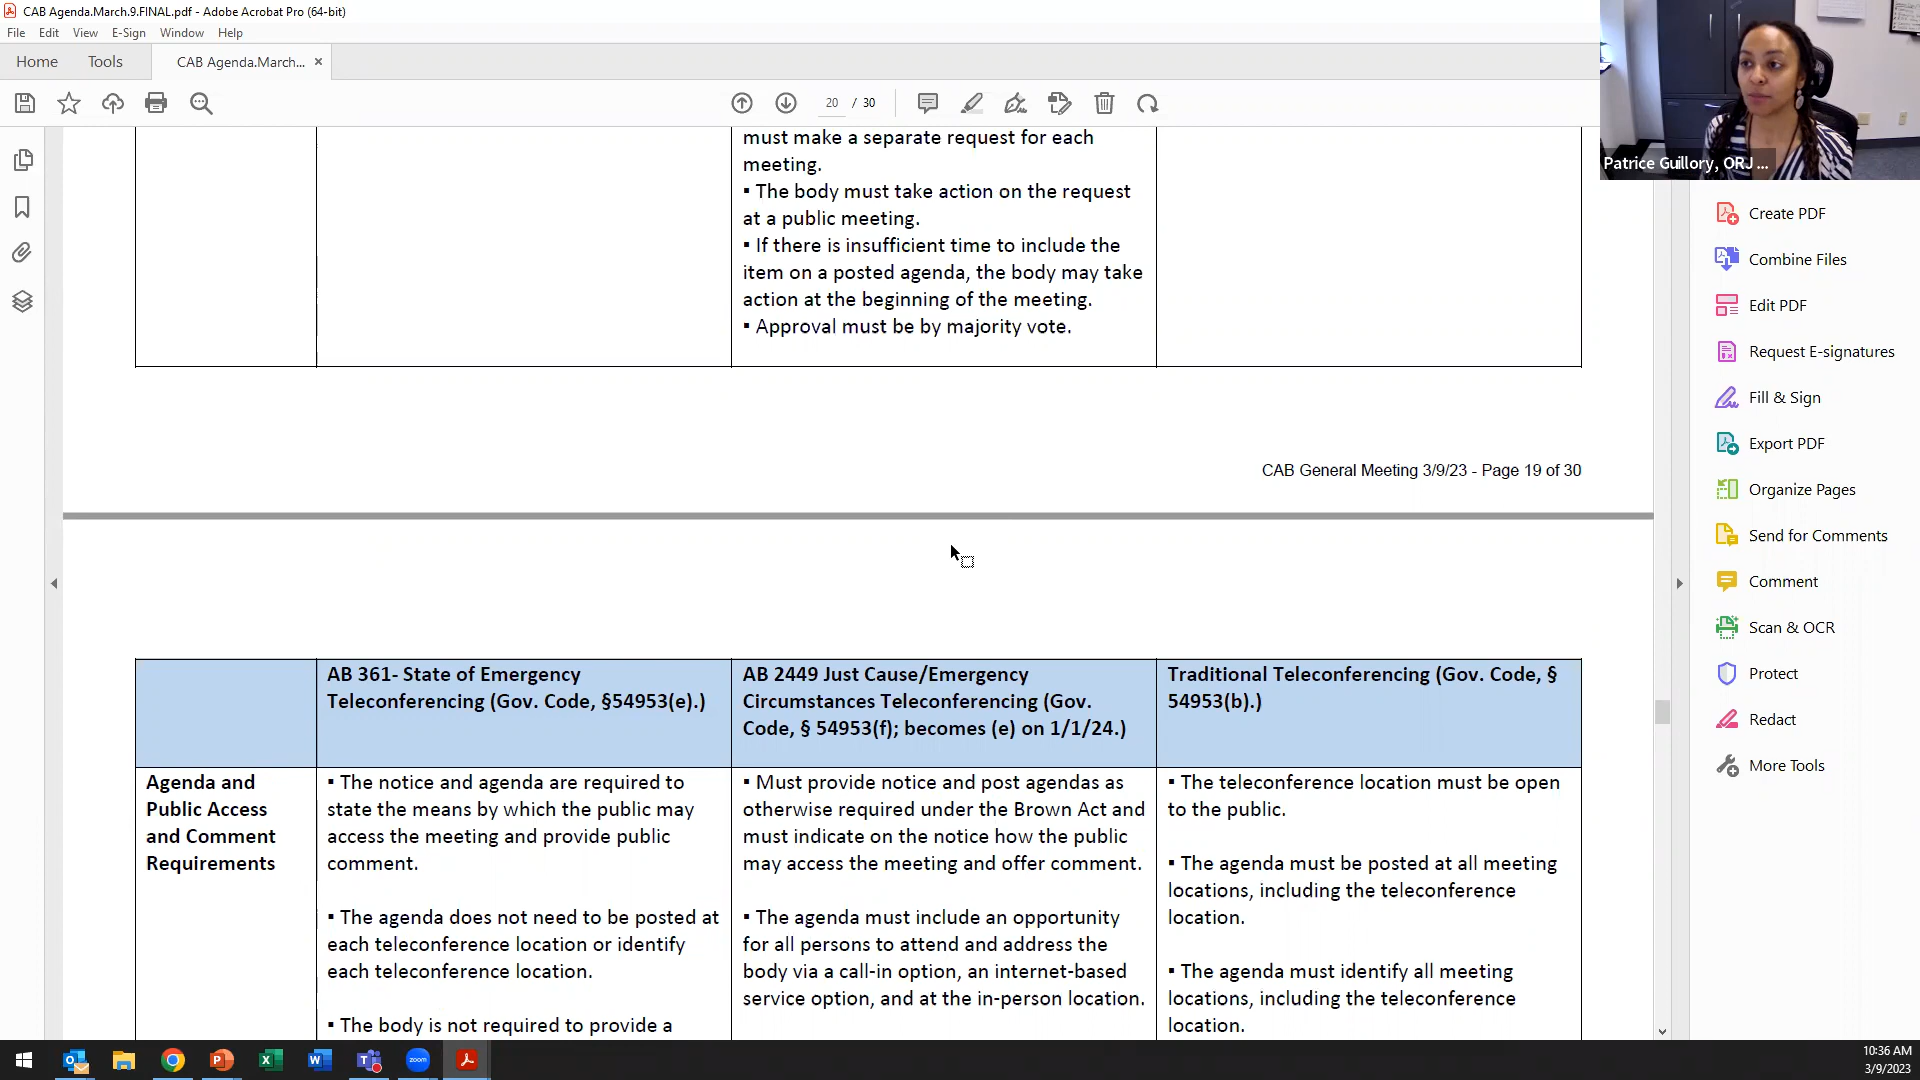 CAB Agenda.March.9.FINAL.pdf - Adobe Acrobat Pro (64-bit)
File Edit View E-Sign Window Help
Home Tools CAB Agenda.March... ×
20 / 30
Patrice Guillory, ORJ ...
must make a separate request for each
meeting.
▪ The body must take action on the request
at a public meeting.
▪ If there is insufficient time to include the
item on a posted agenda, the body may take
action at the beginning of the meeting.
▪ Approval must be by majority vote.
CAB General Meeting 3/9/23 - Page 19 of 30
AB 361- State of Emergency
Teleconferencing (Gov. Code, §54953(e).)
AB 2449 Just Cause/Emergency
Circumstances Teleconferencing (Gov.
Code, § 54953(f); becomes (e) on 1/1/24.)
Traditional Teleconferencing (Gov. Code, §
54953(b).)
Agenda and
Public Access
and Comment
Requirements
▪ The notice and agenda are required to
state the means by which the public may
access the meeting and provide public
comment.
▪ The agenda does not need to be posted at
each teleconference location or identify
each teleconference location.
▪ The body is not required to provide a
▪ Must provide notice and post agendas as
otherwise required under the Brown Act and
must indicate on the notice how the public
may access the meeting and offer comment.
▪ The agenda must include an opportunity
for all persons to attend and address the
body via a call-in option, an internet-based
service option, and at the in-person location.
▪ The teleconference location must be open
to the public.
▪ The agenda must be posted at all meeting
locations, including the teleconference
location.
▪ The agenda must identify all meeting
locations, including the teleconference
location.
Create PDF
Combine Files
Edit PDF
Request E-signatures
Fill & Sign
Export PDF
Organize Pages
Send for Comments
Comment
Scan & OCR
Protect
Redact
More Tools
zoom
10:36 AM
3/9/2023